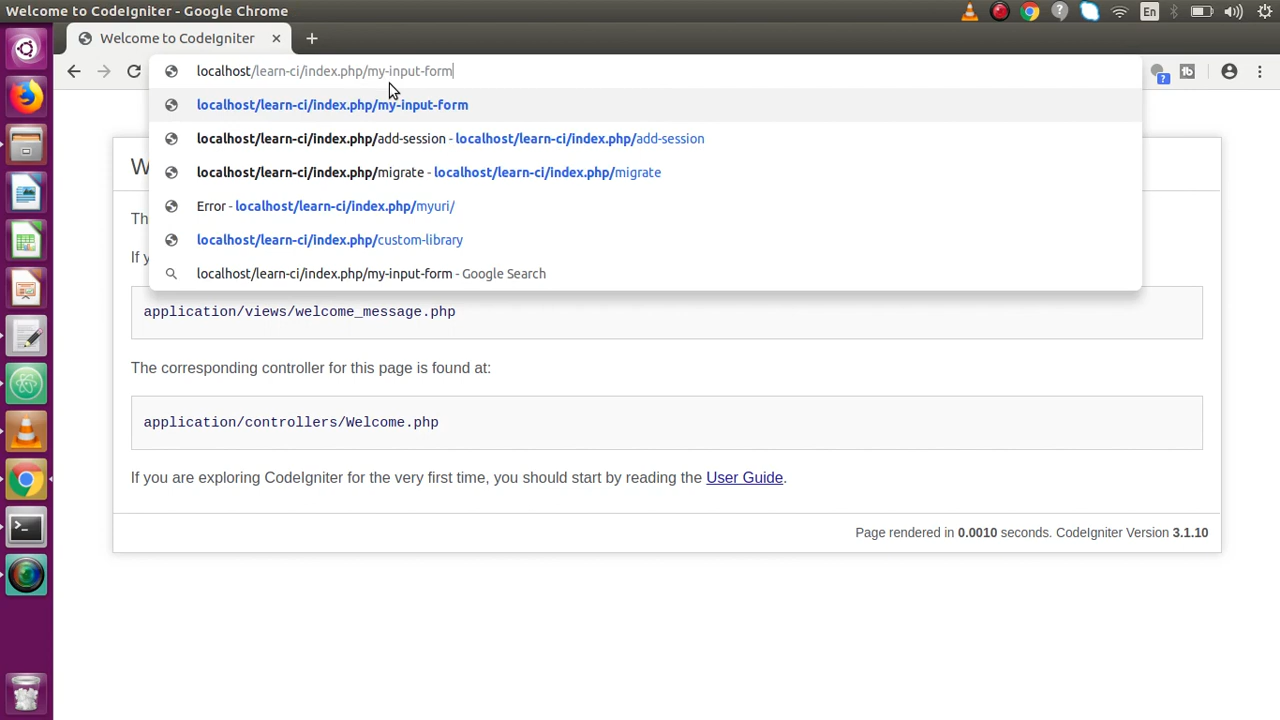 Welcome to CodeIgniter - Google Chrome
En
Welcome to CodeIgniter
localhost/learn-ci/index.php/my-input-form
localhost/learn-ci/index.php/my-input-form
localhost/learn-ci/index.php/add-session - localhost/learn-ci/index.php/add-session
localhost/learn-ci/index.php/migrate - localhost/learn-ci/index.php/migrate
Error - localhost/learn-ci/index.php/myuri/
localhost/learn-ci/index.php/custom-library
localhost/learn-ci/index.php/my-input-form - Google Search
W
Th
If y
application/views/welcome_message.php
The corresponding controller for this page is found at:
application/controllers/Welcome.php
If you are exploring CodeIgniter for the very first time, you should start by reading the User Guide.
Page rendered in 0.0010 seconds. CodeIgniter Version 3.1.10